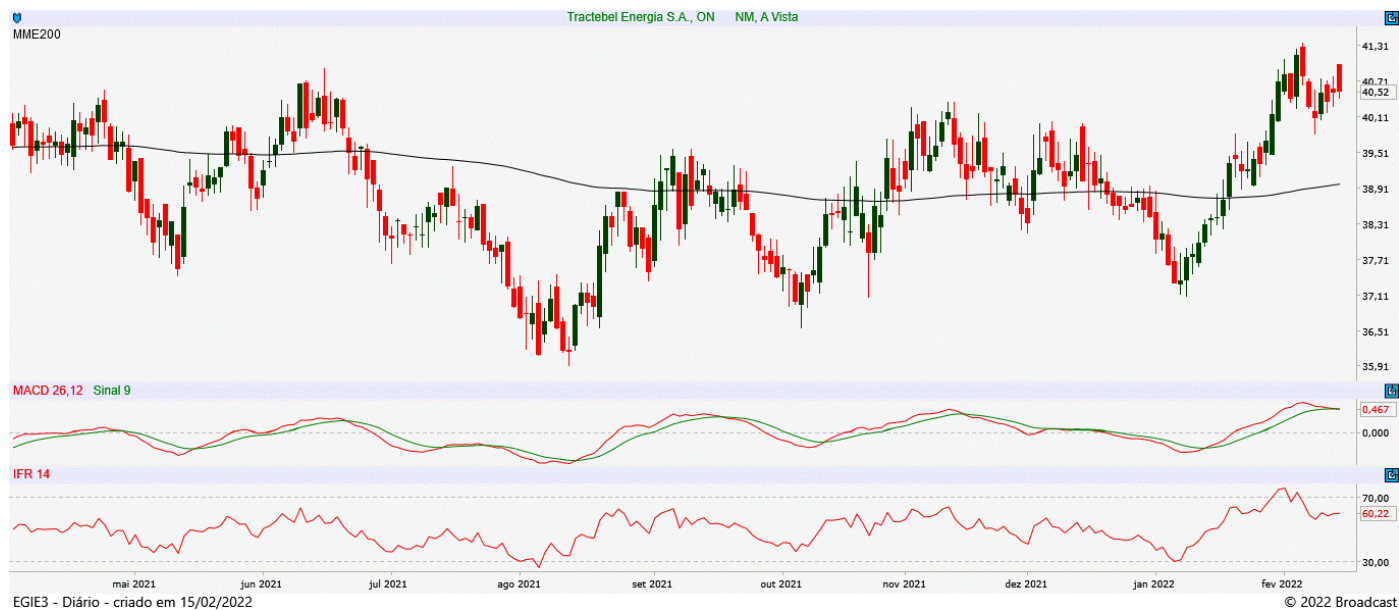 Tractebel Energia S.A., ON NM, A Vista
MME200
41,31
40,71
40,52
40,11
39,51
38,91
38,31
37,71
37,11
36,51
35,91
MACD 26,12 Sinal 9
0,467
0,000
IFR 14
70,00
60,22
30,00
mai 2021 jun 2021 jul 2021 ago 2021 set 2021 out 2021 nov 2021 dez 2021 jan 2022 fev 2022
EGIE3 - Diário - criado em 15/02/2022 © 2022 Broadcast